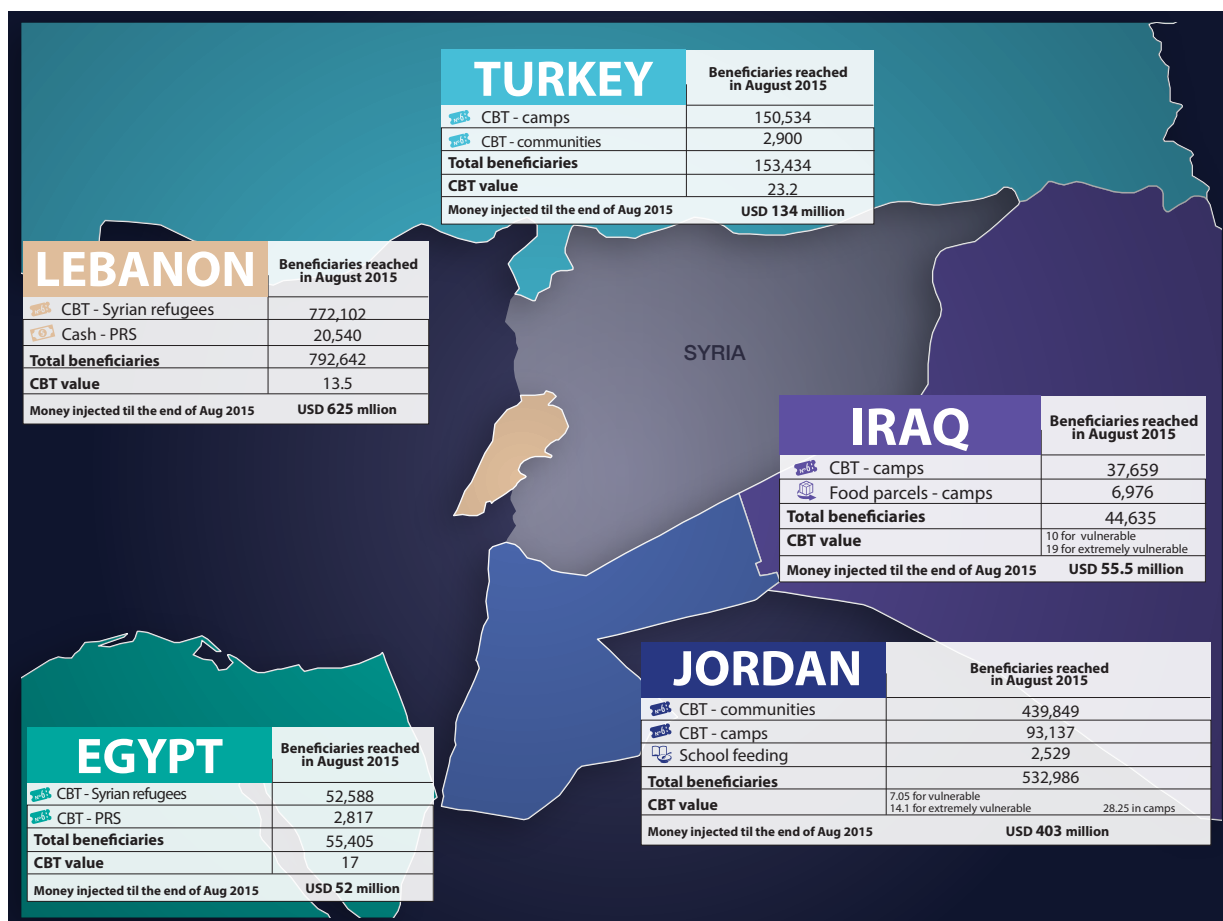 TURKEY
Beneficiaries reached
in August 2015
CBT - camps 150,534
CBT - communities 2,900
Total beneficiaries 153,434
CBT value 23.2
Money injected til the end of Aug 2015 USD 134 million
LEBANON
Beneficiaries reached
in August 2015
CBT - Syrian refugees 772,102
Cash - PRS 20,540
Total beneficiaries 792,642
CBT value 13.5
Money injected til the end of Aug 2015 USD 625 mllion
SYRIA
IRAQ
Beneficiaries reached
in August 2015
CBT - camps 37,659
Food parcels - camps 6,976
Total beneficiaries 44,635
CBT value
10 for vulnerable
19 for extremely vulnerable
Money injected til the end of Aug 2015 USD 55.5 million
JORDAN
Beneficiaries reached
in August 2015
CBT - communities 439,849
CBT - camps 93,137
School feeding 2,529
Total beneficiaries 532,986
CBT value
7.05 for vulnerable
14.1 for extremely vulnerable 28.25 in camps
Money injected til the end of Aug 2015 USD 403 million
EGYPT
Beneficiaries reached
in August 2015
CBT - Syrian refugees 52,588
CBT - PRS 2,817
Total beneficiaries 55,405
CBT value 17
Money injected til the end of Aug 2015 USD 52 million